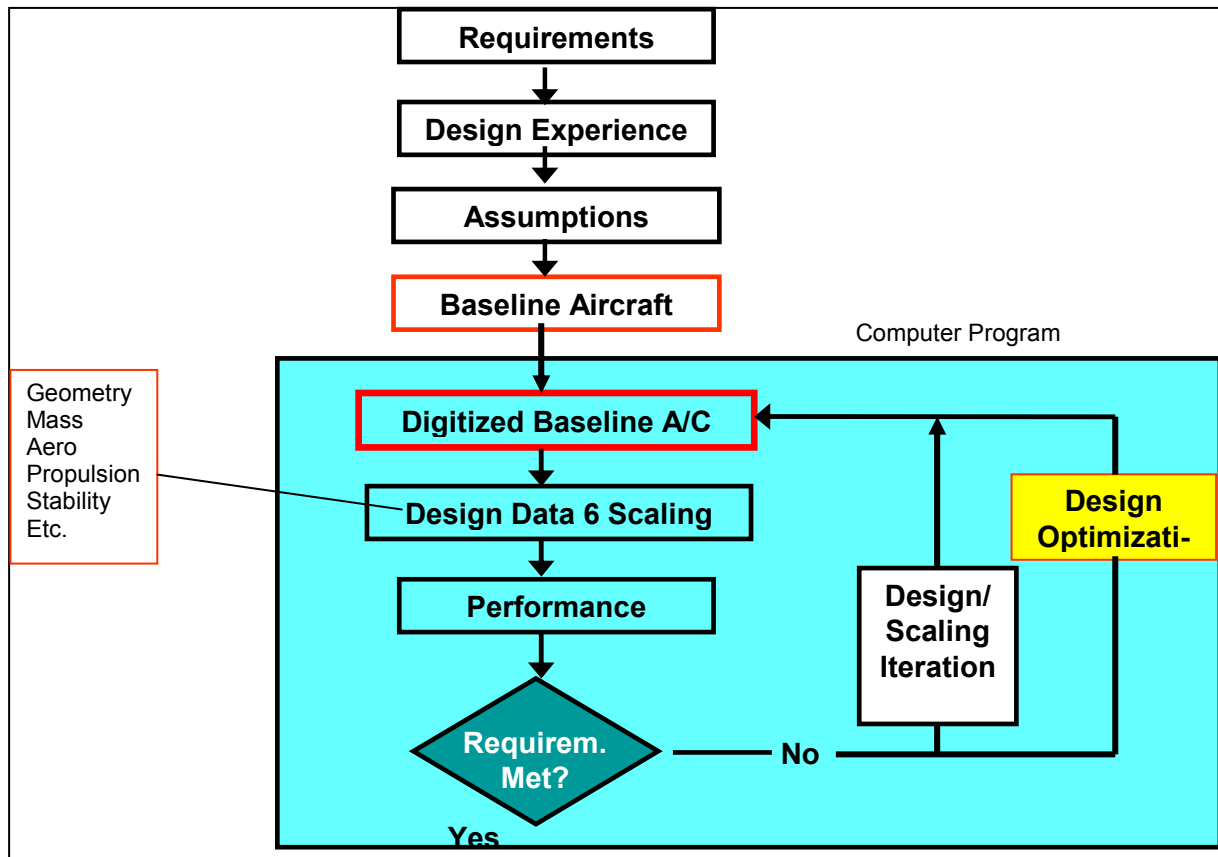 Requirements
Design Experience
Assumptions
Baseline Aircraft
Computer Program
Geometry
Mass
Aero
Propulsion
Stability
Etc.
Digitized Baseline A/C
Design Data 6 Scaling
Performance
Requirem.
Met?
Yes
No
Design/
Scaling
Iteration
Design
Optimizati-